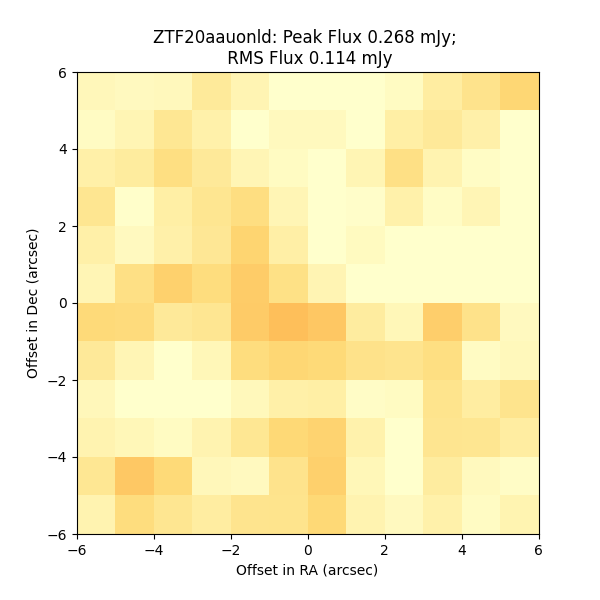 ZTF20aauonld: Peak Flux 0.268 mJy;
RMS Flux 0.114 mJy
6
4
2
0
−2
−4
−6
Offset in Dec (arcsec)
−6 −4 −2 0 2 4 6
Offset in RA (arcsec)